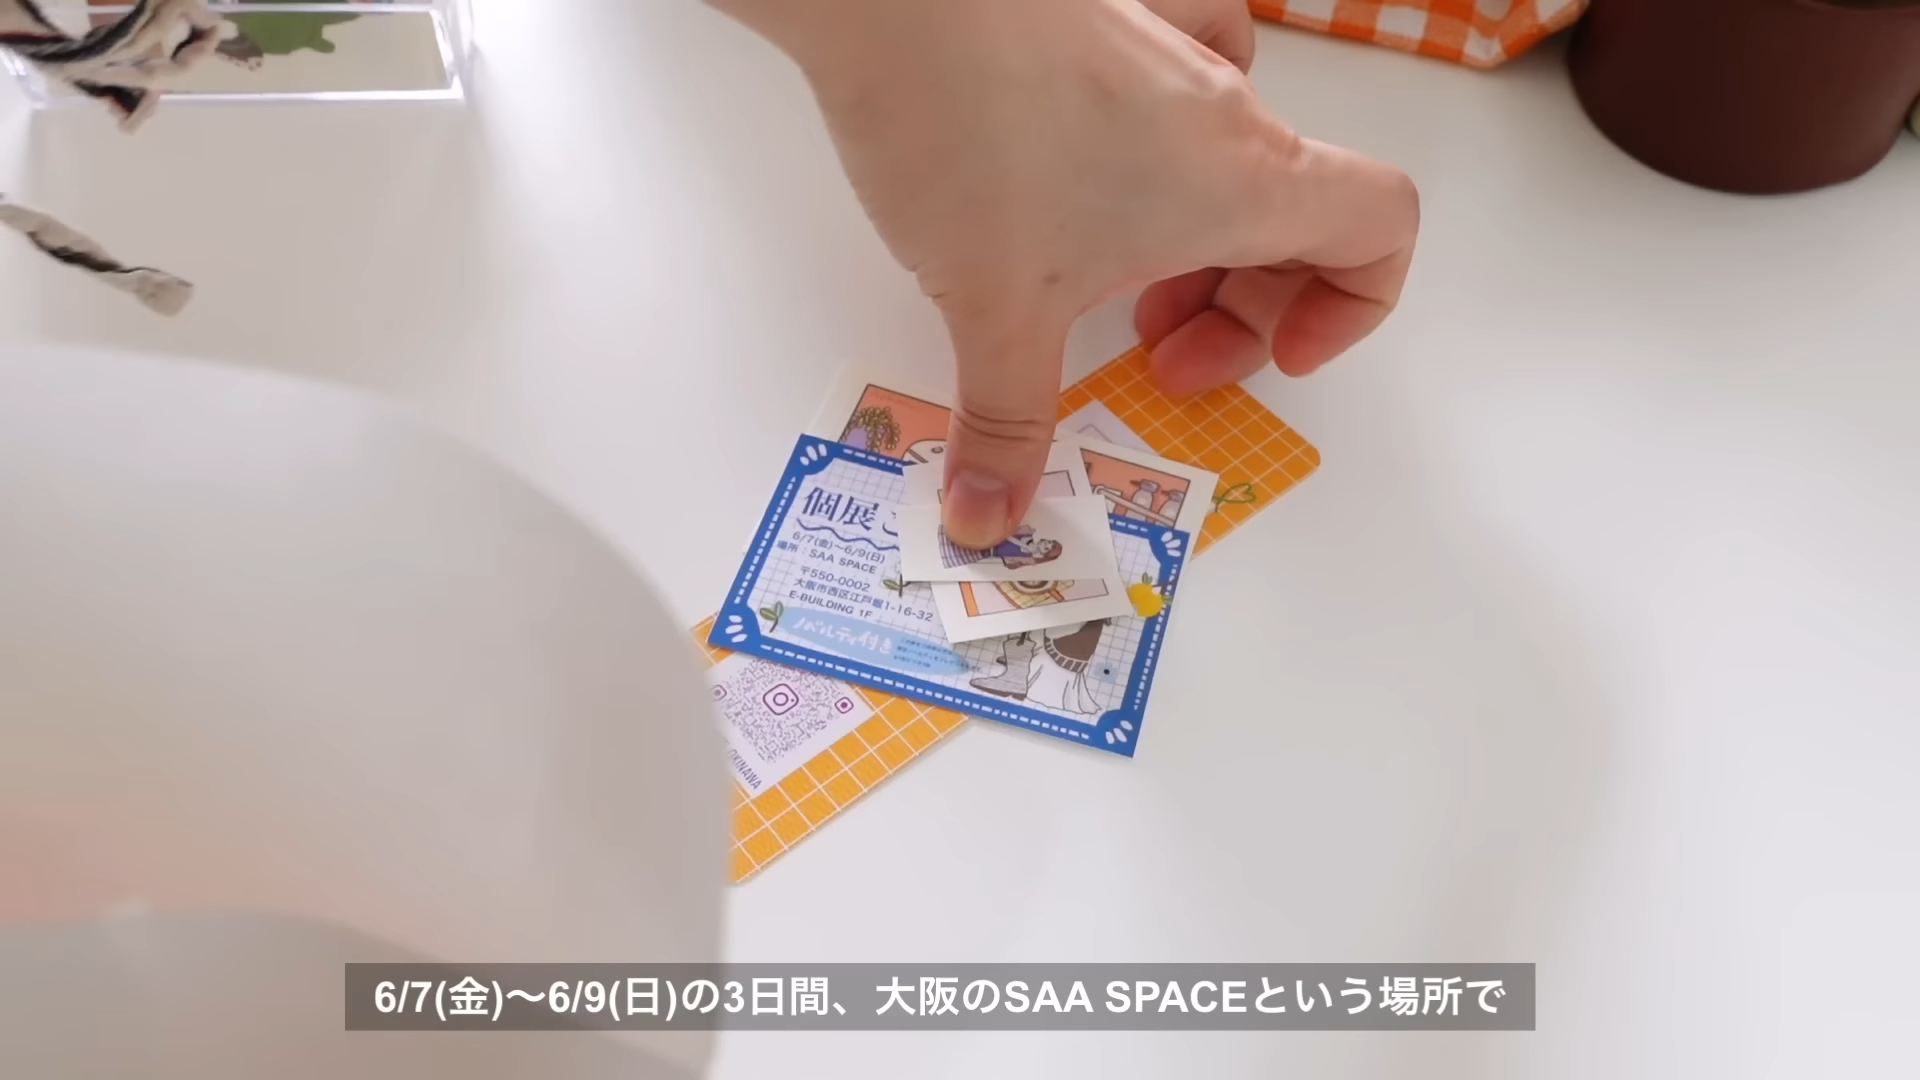 個展
6/7(金)～6/9(日)
場所：SAA SPACE
〒550-0002
大阪市西区江戸堀1-16-32
E-BUILDING 1F
ノベルティ付き
OKINAWA
6/7(金)～6/9(日)の3日間、大阪のSAA SPACEという場所で